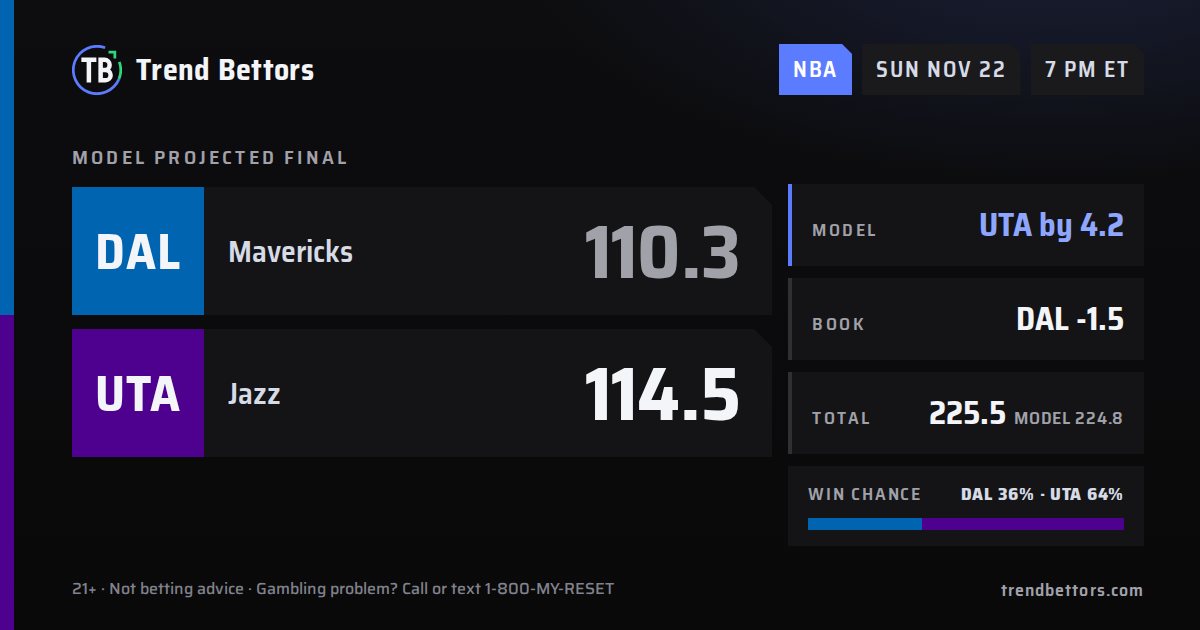 TB Trend Bettors
NBA
SUN NOV 22
7 PM ET
MODEL PROJECTED FINAL
DAL Mavericks 110.3
UTA Jazz 114.5
MODEL UTA by 4.2
BOOK DAL -1.5
TOTAL 225.5 MODEL 224.8
WIN CHANCE DAL 36% · UTA 64%
21+ · Not betting advice · Gambling problem? Call or text 1-800-MY-RESET
trendbettors.com